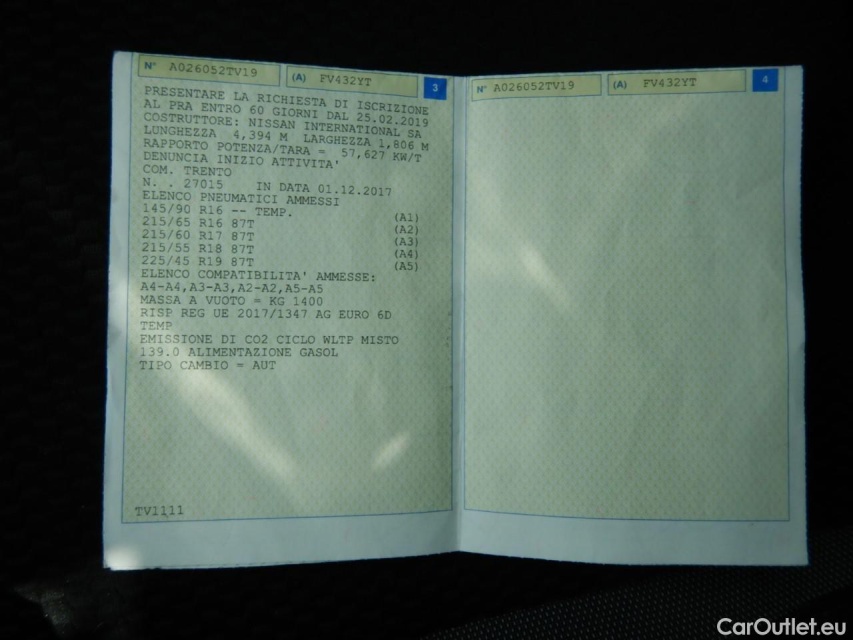 N° A026052TV19 (A) FV432YT 3
PRESENTARE LA RICHIESTA DI ISCRIZIONE
AL PRA ENTRO 60 GIORNI DAL 25.02.2019
COSTRUTTORE: NISSAN INTERNATIONAL SA
LUNGHEZZA 4,394 M LARGHEZZA 1,806 M
RAPPORTO POTENZA/TARA = 57,627 KW/T
DENUNCIA INIZIO ATTIVITA'
COM. TRENTO
N. . 27015 IN DATA 01.12.2017
ELENCO PNEUMATICI AMMESSI
145/90 R16 -- TEMP. (A1)
215/65 R16 87T (A2)
215/60 R17 87T (A3)
215/55 R18 87T (A4)
225/45 R19 87T (A5)
ELENCO COMPATIBILITA' AMMESSE:
A4-A4,A3-A3,A2-A2,A5-A5
MASSA A VUOTO = KG 1400
RISP REG UE 2017/1347 AG EURO 6D
TEMP
EMISSIONE DI CO2 CICLO WLTP MISTO
139.0 ALIMENTAZIONE GASOL
TIPO CAMBIO = AUT
TV1111
N° A026052TV19 (A) FV432YT 4
CarOutlet.eu